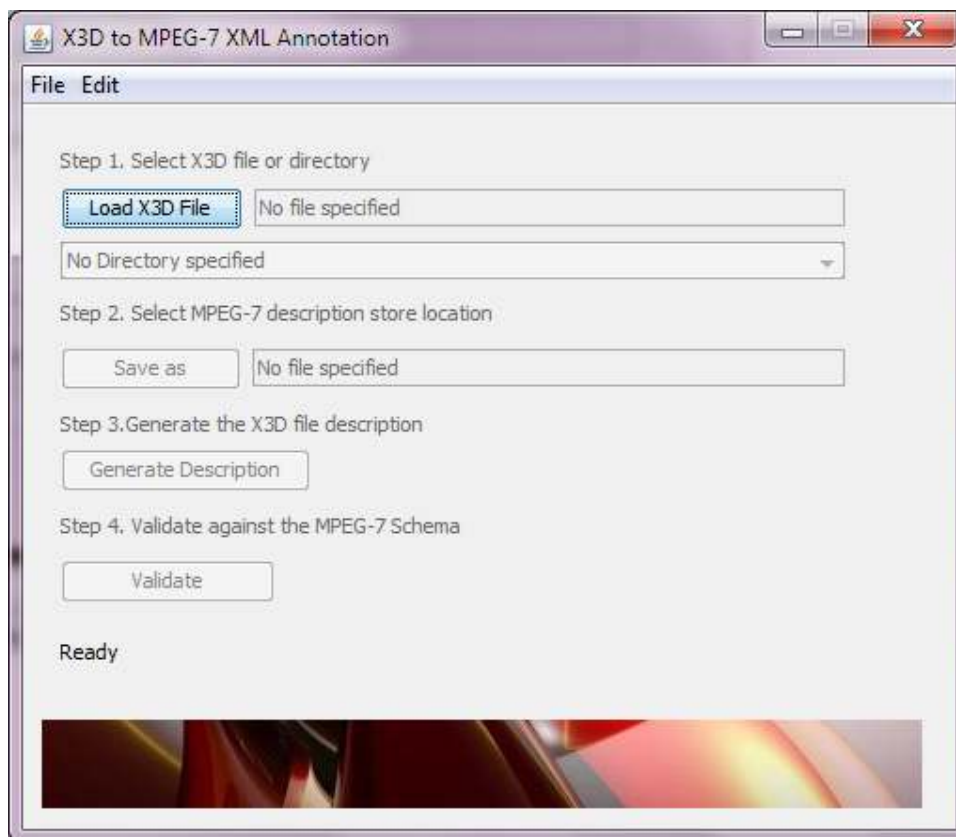 X3D to MPEG-7 XML Annotation
File Edit
Step 1. Select X3D file or directory
Load X3D File No file specified
No Directory specified
Step 2. Select MPEG-7 description store location
Save as No file specified
Step 3.Generate the X3D file description
Generate Description
Step 4. Validate against the MPEG-7 Schema
Validate
Ready